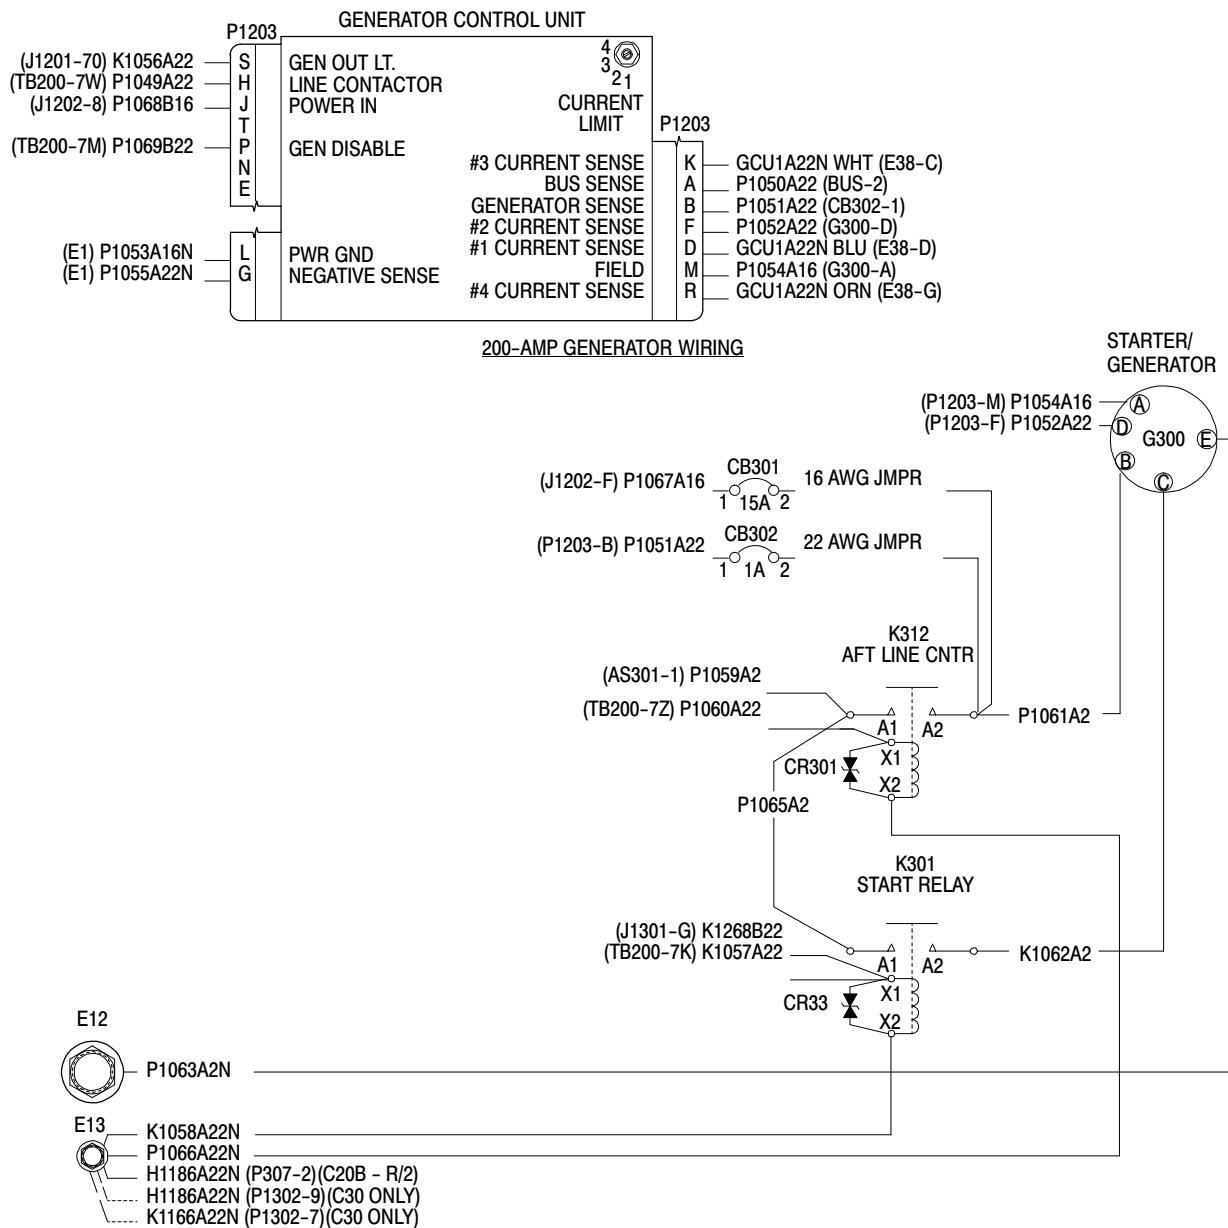 GENERATOR CONTROL UNIT
P1203
(J1201-70) K1056A22 S GEN OUT LT.
(TB200-7W) P1049A22 H LINE CONTACTOR
(J1202-8) P1068B16 J POWER IN
T
(TB200-7M) P1069B22 P GEN DISABLE
N
E
(E1) P1053A16N L PWR GND
(E1) P1055A22N G NEGATIVE SENSE
4
3
2 1
CURRENT
LIMIT
P1203
#3 CURRENT SENSE K GCU1A22N WHT (E38-C)
BUS SENSE A P1050A22 (BUS-2)
GENERATOR SENSE B P1051A22 (CB302-1)
#2 CURRENT SENSE F P1052A22 (G300-D)
#1 CURRENT SENSE D GCU1A22N BLU (E38-D)
FIELD M P1054A16 (G300-A)
#4 CURRENT SENSE R GCU1A22N ORN (E38-G)
200-AMP GENERATOR WIRING
STARTER/
GENERATOR
(P1203-M) P1054A16 A
(P1203-F) P1052A22 D
G300 E
B
C
CB301
(J1202-F) P1067A16 16 AWG JMPR
1 15A 2
CB302
(P1203-B) P1051A22 22 AWG JMPR
1 1A 2
K312
AFT LINE CNTR
(AS301-1) P1059A2
(TB200-7Z) P1060A22
A1 A2 P1061A2
X1
CR301
X2
P1065A2
K301
START RELAY
(J1301-G) K1268B22
(TB200-7K) K1057A22
A1 A2 K1062A2
X1
CR33
X2
E12
P1063A2N
E13
K1058A22N
P1066A22N
H1186A22N (P307-2)(C20B - R/2)
H1186A22N (P1302-9)(C30 ONLY)
K1166A22N (P1302-7)(C30 ONLY)